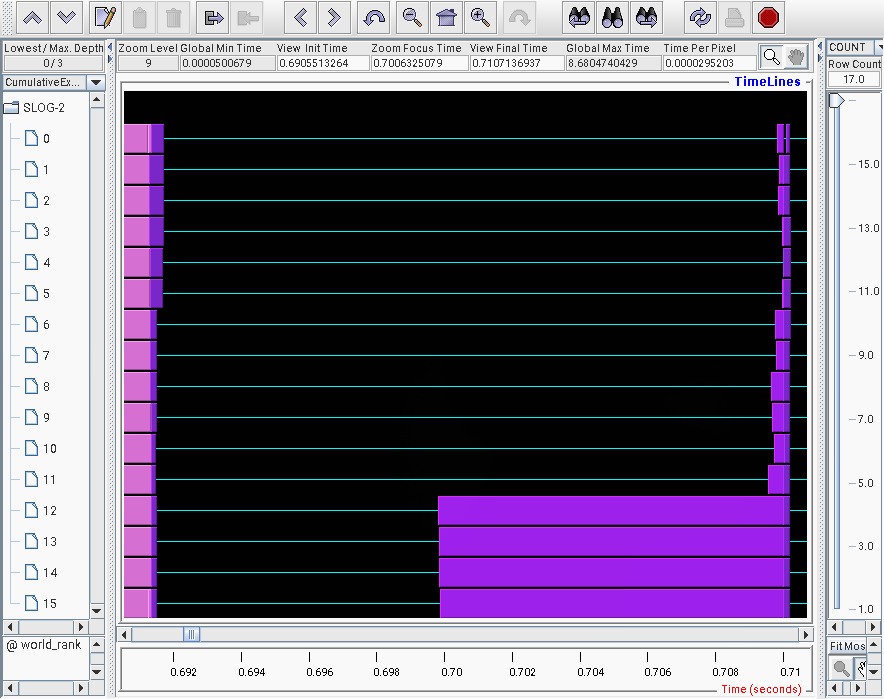 Lowest / Max. Depth Zoom Level Global Min Time View Init Time Zoom Focus Time View Final Time Global Max Time Time Per Pixel
0 / 3 9 0.0000500679 0.6905513264 0.7006325079 0.7107136937 8.6804740429 0.0000295203
COUNT
Row Count
17.0
CumulativeEx...
TimeLines
SLOG-2
0
1
2
3
4
5
6
7
8
9
10
11
12
13
14
15
15.0
13.0
11.0
9.0
7.0
5.0
3.0
1.0
@ world_rank
Fit Mos
0.692 0.694 0.696 0.698 0.70 0.702 0.704 0.706 0.708 0.71
Time (seconds)